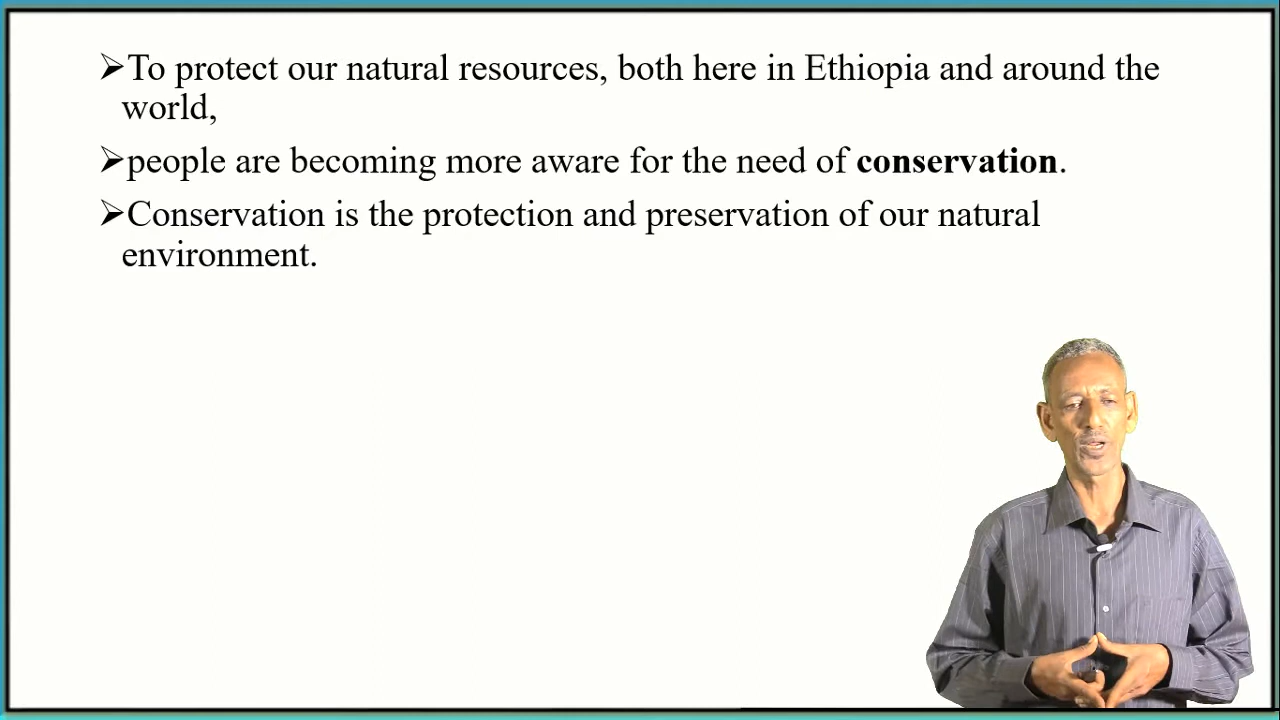 ➢To protect our natural resources, both here in Ethiopia and around the
world,
➢people are becoming more aware for the need of conservation.
➢Conservation is the protection and preservation of our natural
environment.